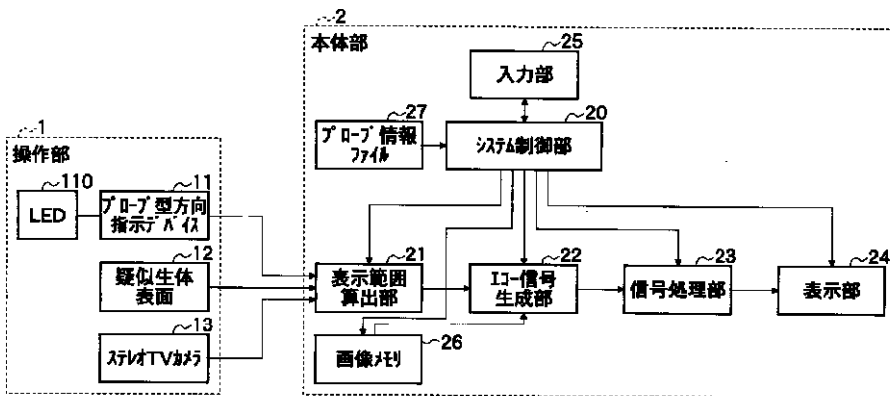 2
本体部
25
入力部
20
27
プローブ情報
ファイル
システム制御部
1
操作部
110
11
LED
プローブ型方向
指示デバイス
12
疑似生体
表面
13
ステレオTVカメラ
21
表示範囲
算出部
22
エコー信号
生成部
23
信号処理部
24
表示部
26
画像メモリ